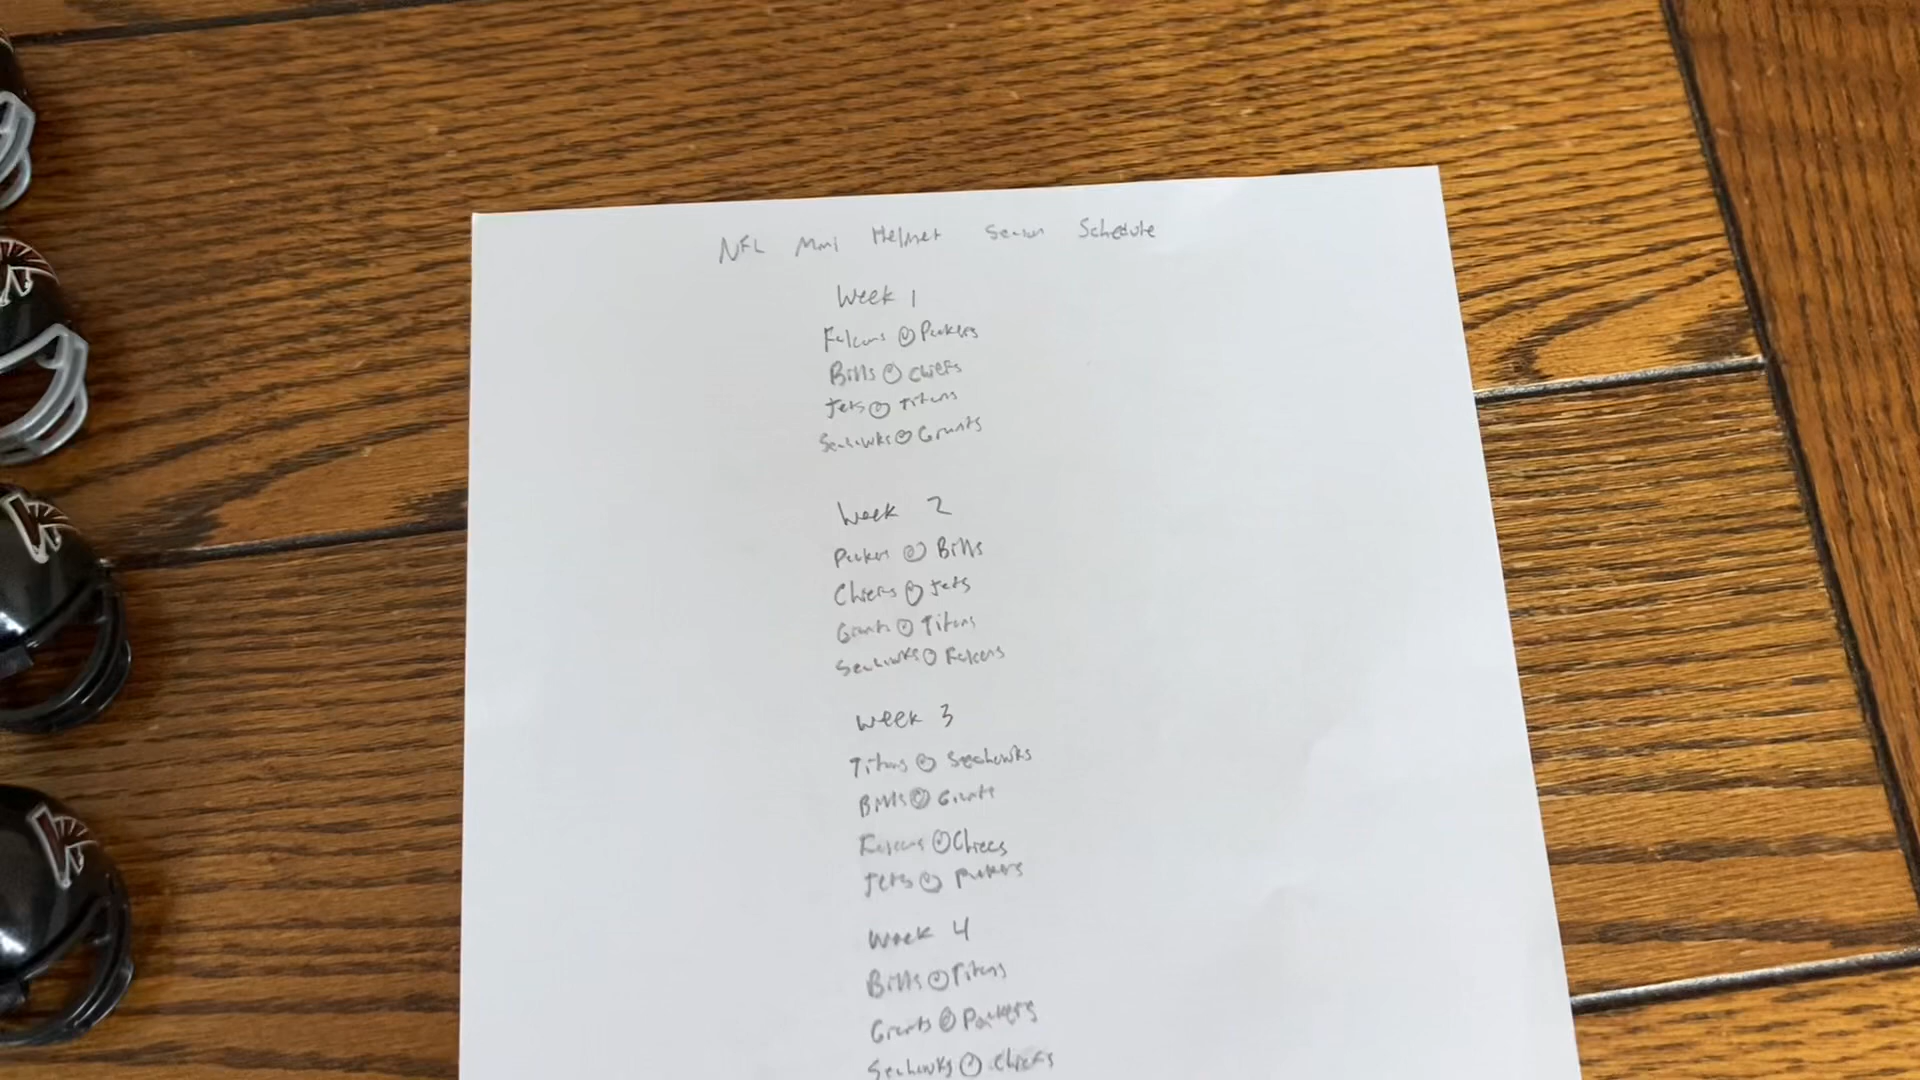 NFL Mini Helmet Season Schedule
Week 1
Falcons @ Packers
Bills @ Chiefs
Jets @ Titans
Seahawks @ Giants
Week 2
Packers @ Bills
Chiefs @ Jets
Giants @ Titans
Seahawks @ Falcons
Week 3
Titans @ Seahawks
Bills @ Giants
Falcons @ Chiefs
Jets @ Packers
Week 4
Bills @ Titans
Giants @ Packers
Seahawks @ Chiefs